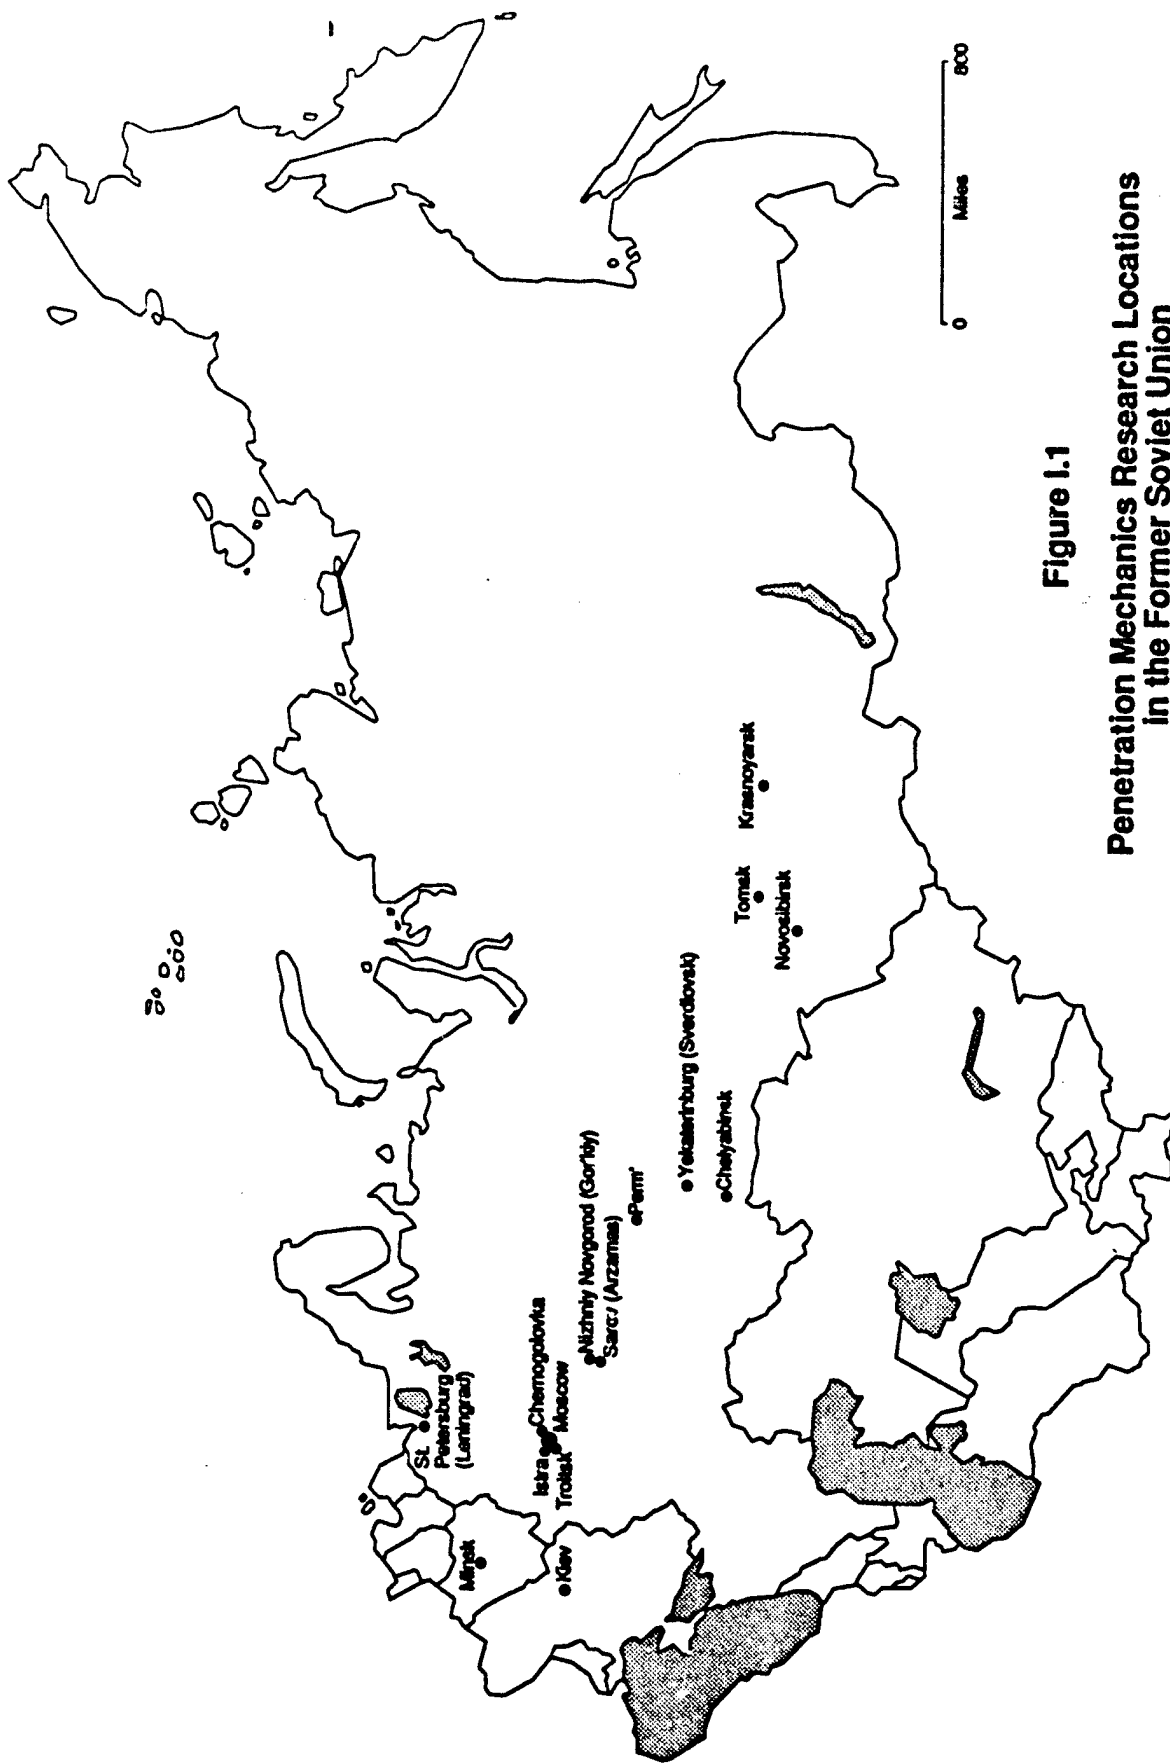 St.
Petersburg
(Leningrad)
Minsk
Kiev
Istra
Chernogolovka
Troitsk
Moscow
Nizhniy Novgorod (Gor'kiy)
Sarov (Arzamas)
Perm'
Yekaterinburg (Sverdlovsk)
Chelyabinsk
Tomsk
Novosibirsk
Krasnoyarsk
0 Miles 800
Figure I.1
Penetration Mechanics Research Locations
in the Former Soviet Union